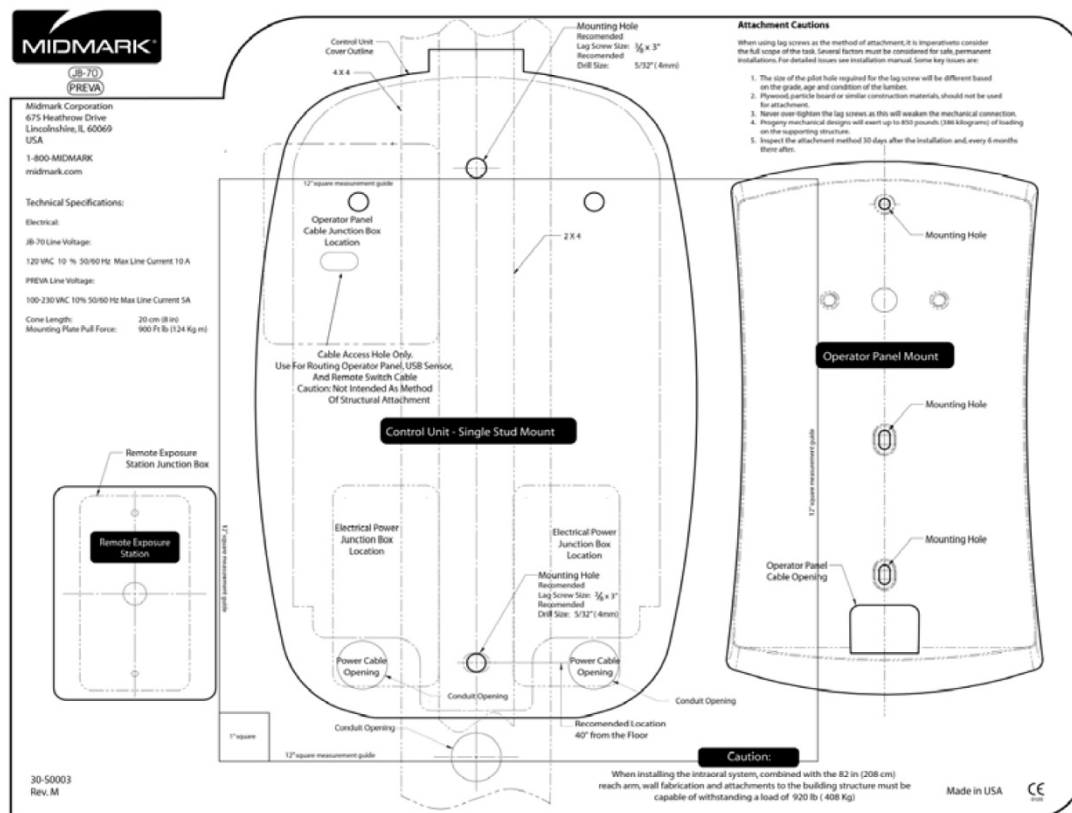 MIDMARK
JB-70
PREVA
Midmark Corporation
675 Heathrow Drive
Lincolnshire, IL 60069
USA
1-800-MIDMARK
midmark.com
Technical Specifications:
Electrical:
JB-70 Line Voltage:
120 VAC 10 % 50/60 Hz Max Line Current 10 A
PREVA Line Voltage:
100-230 VAC 10% 50/60 Hz Max Line Current 5A
Cone Length: 20 cm (8 in)
Mounting Plate Pull Force: 900 Ft lb (124 Kg m)
Control Unit
Cover Outline
4 X 4
Mounting Hole
Recomended
Lag Screw Size: 3/8 x 3"
Recomended
Drill Size: 5/32" ( 4mm)
Attachment Cautions
When using lag screws as the method of attachment, it is imperativeto consider
the full scope of the task. Several factors must be considered for safe, permanent
installations. For detailed issues see installation manual. Some key issues are:
1. The size of the pilot hole required for the lag screw will be different based
on the grade, age and condition of the lumber.
2. Plywood, particle board or similar construction materials, should not be used
for attachment.
3. Never over-tighten the lag screws as this will weaken the mechanical connection.
4. Progeny mechanical designs will exert up to 850 pounds (386 kilograms) of loading
on the supporting structure.
5. Inspect the attachment method 30 days after the installation and, every 6 months
there after.
12" square measurement guide
Operator Panel
Cable Junction Box
Location
2 X 4
Cable Access Hole Only.
Use For Routing Operator Panel, USB Sensor,
And Remote Switch Cable
Caution: Not Intended As Method
Of Structural Attachment
Control Unit - Single Stud Mount
Mounting Hole
Operator Panel Mount
Mounting Hole
12" square measurement guide
Mounting Hole
Operator Panel
Cable Opening
Remote Exposure
Station Junction Box
Remote Exposure
Station
12" square measurement guide
Electrical Power
Junction Box
Location
Electrical Power
Junction Box
Location
Mounting Hole
Recomended
Lag Screw Size: 3/8 x 3"
Recomended
Drill Size: 5/32" ( 4mm)
Power Cable
Opening
Power Cable
Opening
Conduit Opening
Conduit Opening
Conduit Opening
Recomended Location
40" from the Floor
1" square
12" square measurement guide
Caution:
When installing the intraoral system, combined with the 82 in (208 cm)
reach arm, wall fabrication and attachments to the building structure must be
capable of withstanding a load of 920 lb ( 408 Kg)
30-S0003
Rev. M
Made in USA
CE